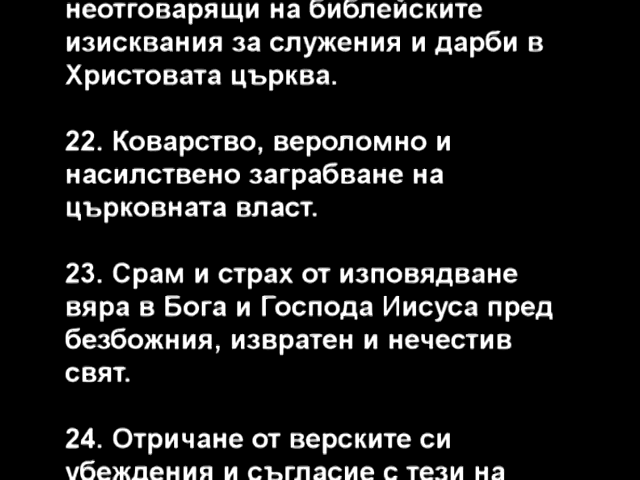 неотговарящи на библейските
изисквания за служения и дарби в
Христовата църква.
22. Коварство, вероломно и
насилствено заграбване на
църковната власт.
23. Срам и страх от изповядване
вяра в Бога и Господа Иисуса пред
безбожния, извратен и нечестив
свят.
24. Отричане от верските си
убеждения и съгласие с тези на